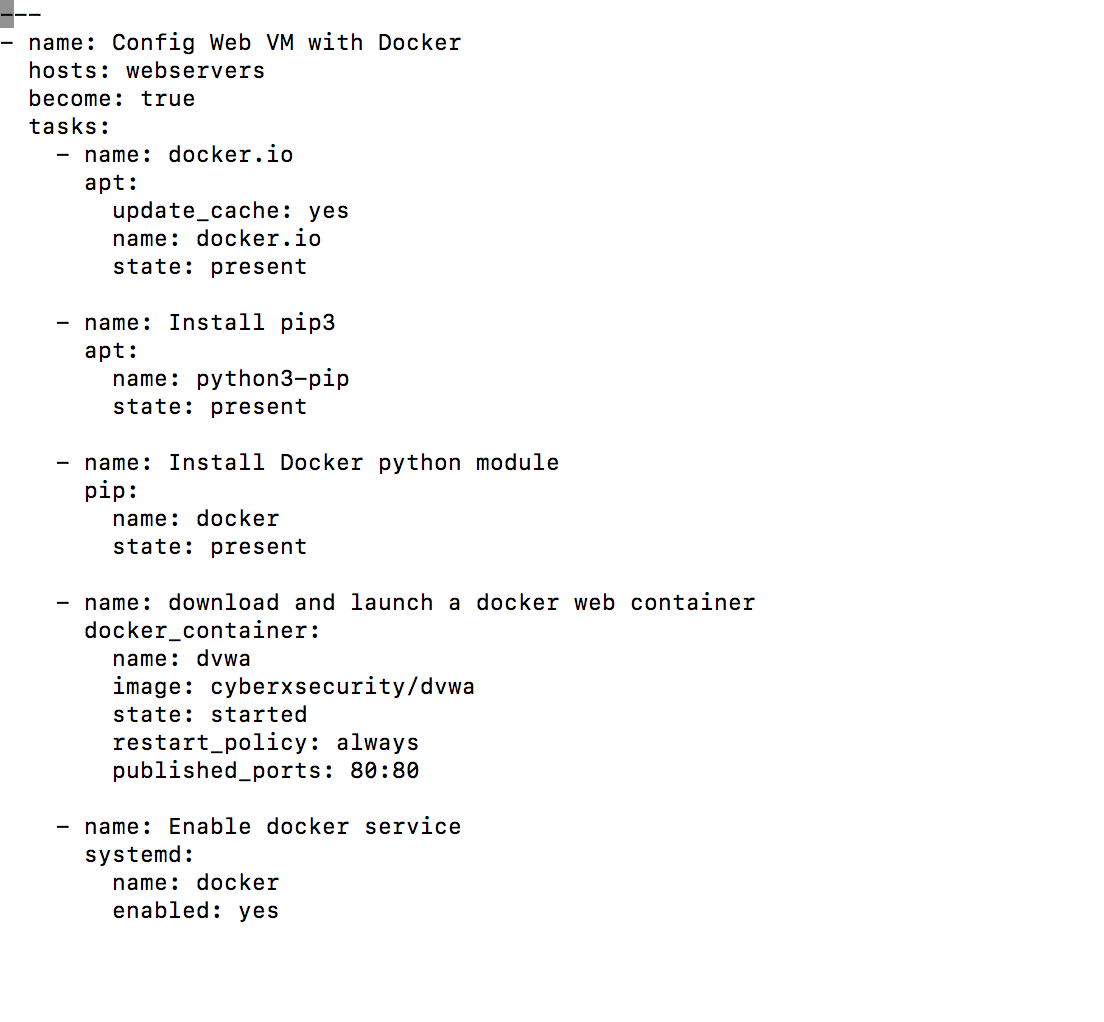 ---
- name: Config Web VM with Docker
  hosts: webservers
  become: true
  tasks:
    - name: docker.io
      apt:
        update_cache: yes
        name: docker.io
        state: present

    - name: Install pip3
      apt:
        name: python3-pip
        state: present

    - name: Install Docker python module
      pip:
        name: docker
        state: present

    - name: download and launch a docker web container
      docker_container:
        name: dvwa
        image: cyberxsecurity/dvwa
        state: started
        restart_policy: always
        published_ports: 80:80

    - name: Enable docker service
      systemd:
        name: docker
        enabled: yes